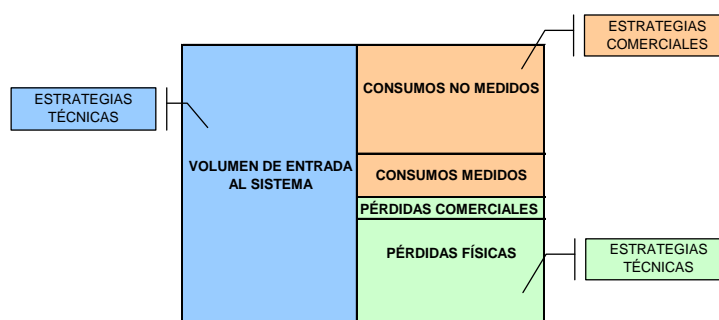 ESTRATEGIAS
COMERCIALES
CONSUMOS NO MEDIDOS
ESTRATEGIAS
TÉCNICAS
VOLUMEN DE ENTRADA
AL SISTEMA
CONSUMOS MEDIDOS
PÉRDIDAS COMERCIALES
PÉRDIDAS FÍSICAS
ESTRATEGIAS
TÉCNICAS